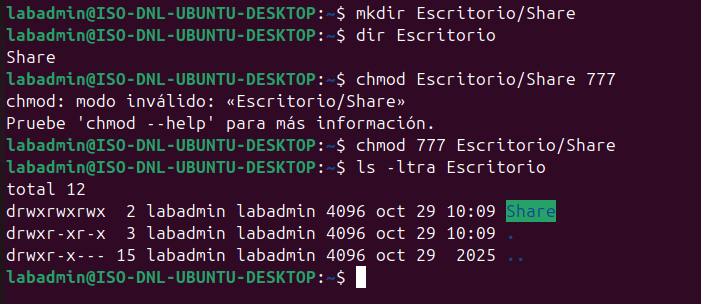 labadmin@ISO-DNL-UBUNTU-DESKTOP:~$ mkdir Escritorio/Share
labadmin@ISO-DNL-UBUNTU-DESKTOP:~$ dir Escritorio
Share
labadmin@ISO-DNL-UBUNTU-DESKTOP:~$ chmod Escritorio/Share 777
chmod: modo inválido: «Escritorio/Share»
Pruebe 'chmod --help' para más información.
labadmin@ISO-DNL-UBUNTU-DESKTOP:~$ chmod 777 Escritorio/Share
labadmin@ISO-DNL-UBUNTU-DESKTOP:~$ ls -ltra Escritorio
total 12
drwxrwxrwx  2 labadmin labadmin 4096 oct 29 10:09 Share
drwxr-xr-x  3 labadmin labadmin 4096 oct 29 10:09 .
drwxr-x--- 15 labadmin labadmin 4096 oct 29  2025 ..
labadmin@ISO-DNL-UBUNTU-DESKTOP:~$